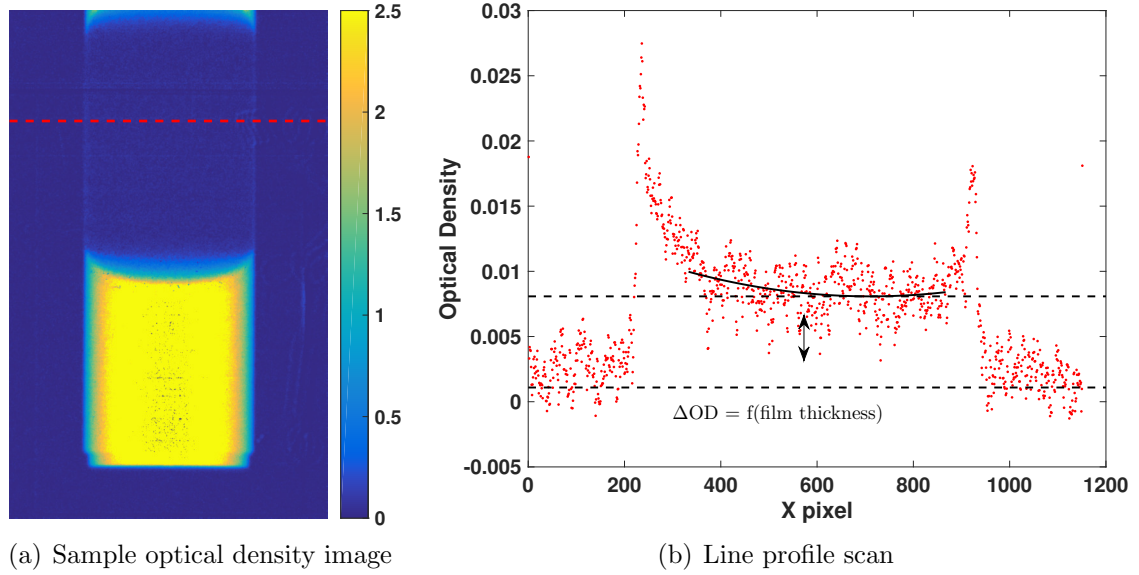 2.5
2
1.5
1
0.5
0
0.03
0.025
0.02
0.015
0.01
0.005
0
-0.005
Optical Density
ΔOD = f(film thickness)
0 200 400 600 800 1000 1200
X pixel
(a) Sample optical density image
(b) Line profile scan